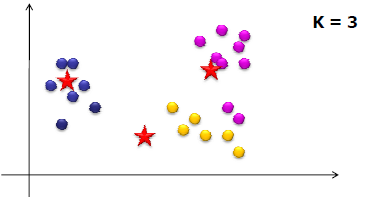 K = 3